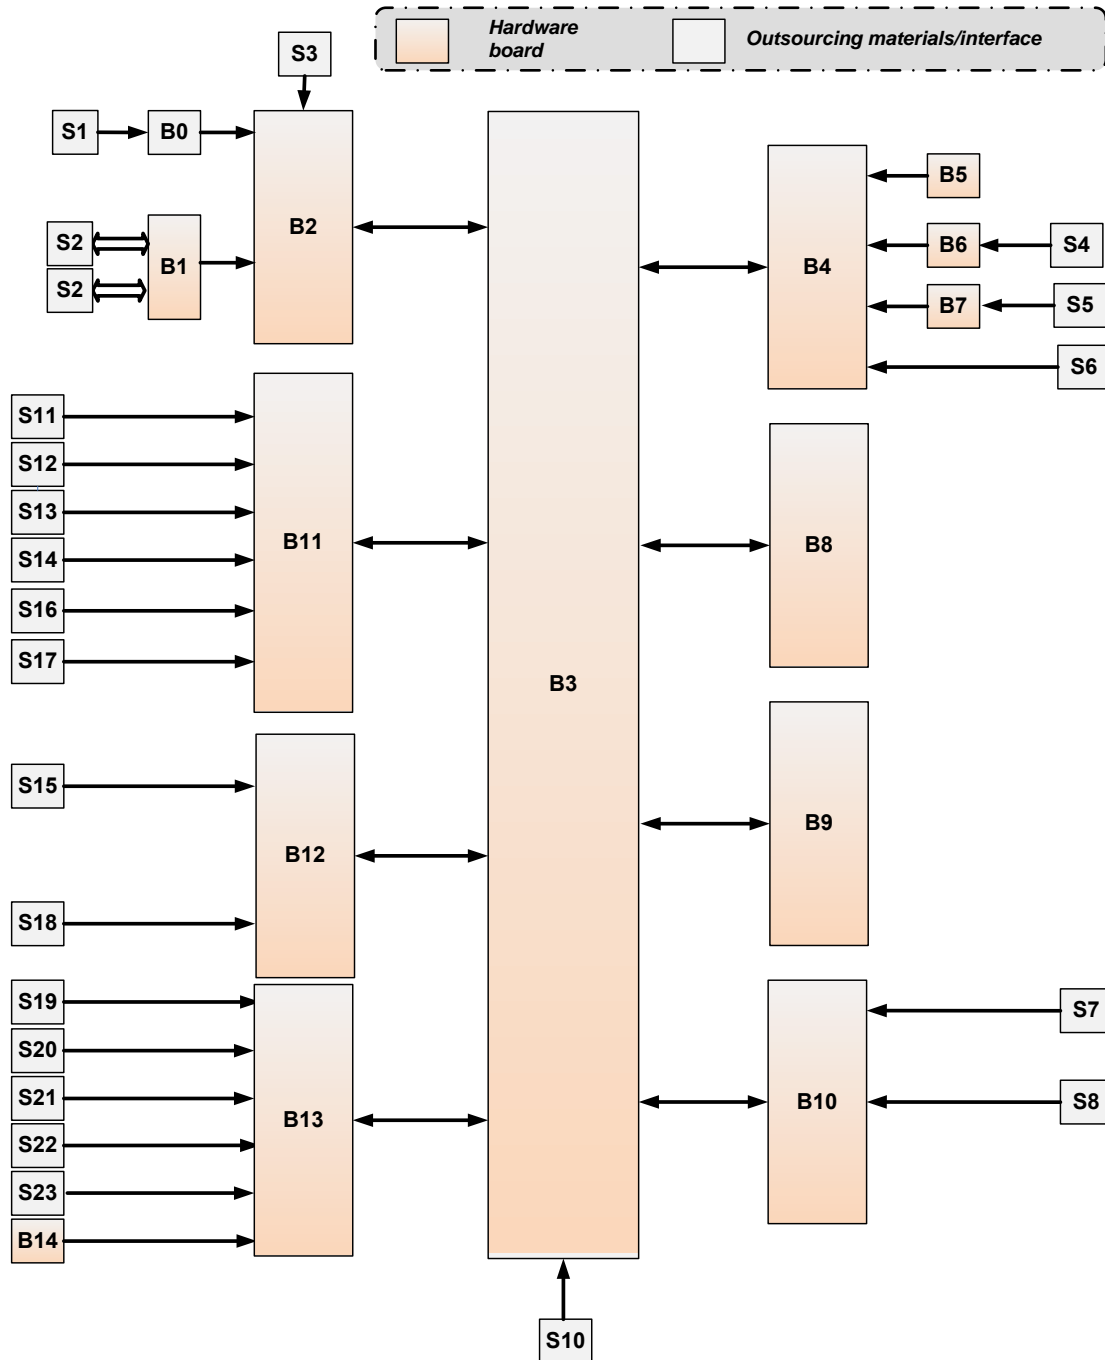 Hardware
board
Outsourcing materials/interface
S3
S1
B0
B2
S2
B1
S2
B3
B4
B5
B6
S4
B7
S5
S6
S11
S12
S13
S14
S16
S17
B11
B8
S15
B12
S18
B9
S19
S20
S21
S22
S23
B14
B13
B10
S7
S8
S10